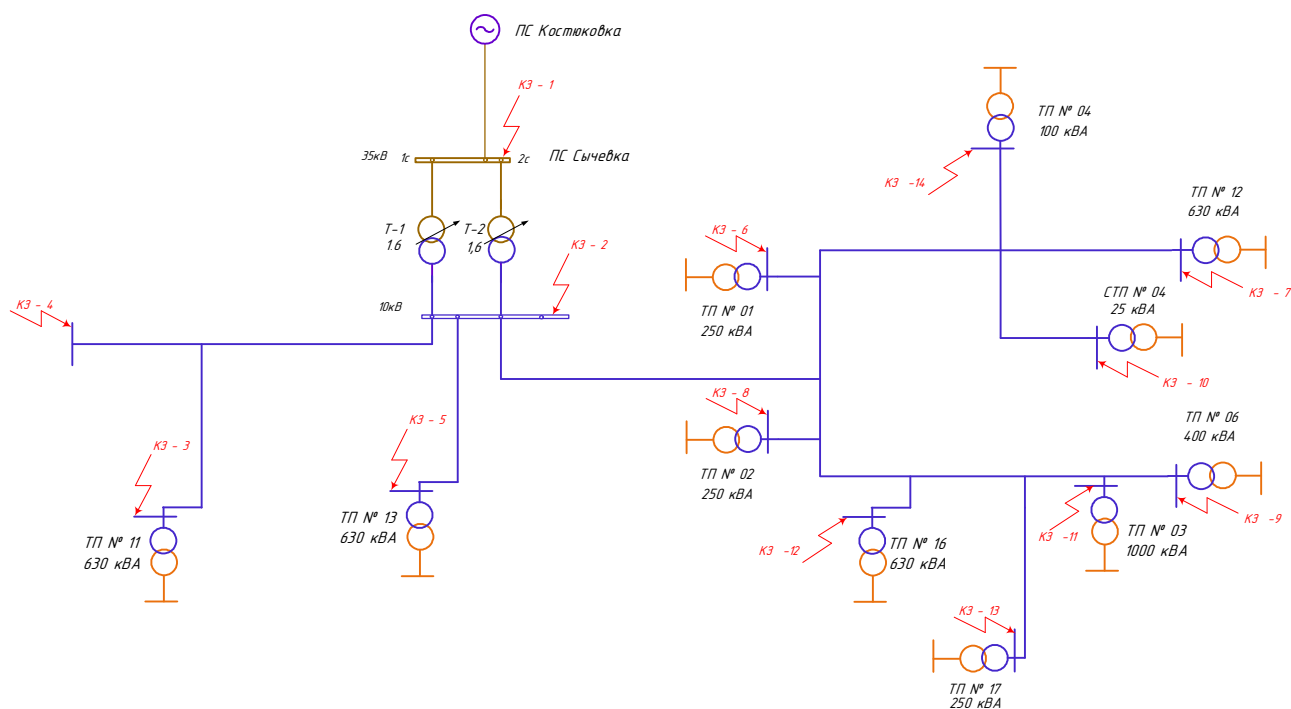 ПС Костюковка
КЗ - 1
35кВ 1с 2с ПС Сычевка
Т-1
1.6
Т-2
1,6
КЗ - 2
10кВ
КЗ - 4
КЗ - 3
ТП № 11
630 кВА
КЗ - 5
ТП № 13
630 кВА
ТП № 04
100 кВА
КЗ -14
ТП № 12
630 кВА
КЗ - 7
КЗ - 6
ТП № 01
250 кВА
СТП № 04
25 кВА
КЗ - 10
КЗ - 8
ТП № 02
250 кВА
ТП № 06
400 кВА
КЗ -9
КЗ -11
ТП № 03
1000 кВА
КЗ -12
ТП № 16
630 кВА
КЗ - 13
ТП № 17
250 кВА